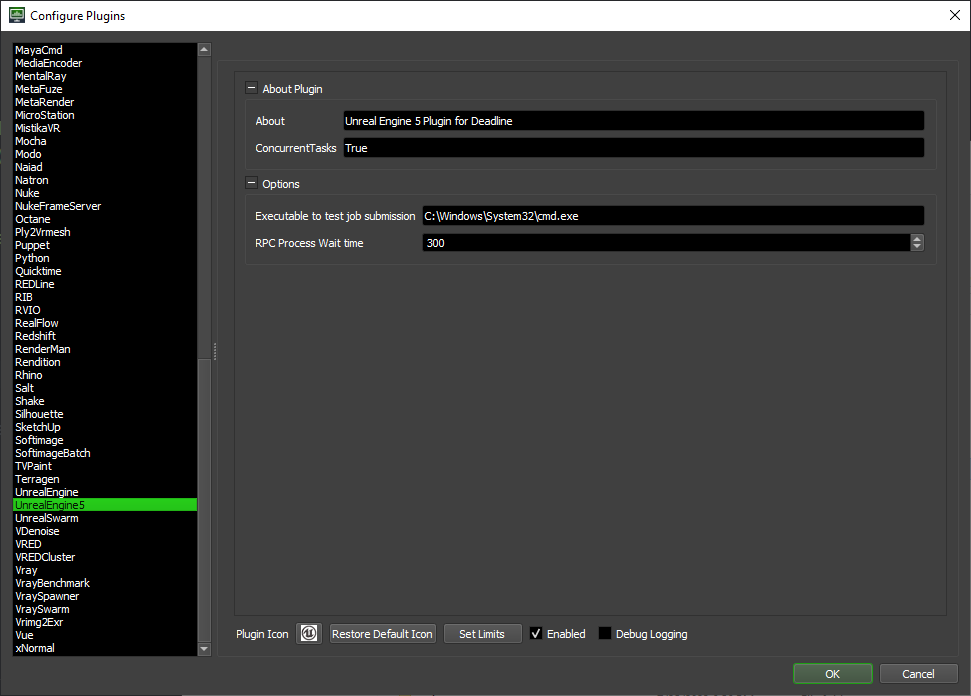 Configure Plugins
MayaCmd
MediaEncoder
MentalRay
MetaFuze
MetaRender
MicroStation
MistikaVR
Mocha
Modo
Naiad
Natron
Nuke
NukeFrameServer
Octane
Ply2Vrmesh
Puppet
Python
Quicktime
REDLine
RIB
RVIO
RealFlow
Redshift
RenderMan
Rendition
Rhino
Salt
Shake
Silhouette
SketchUp
Softimage
SoftimageBatch
TVPaint
Terragen
UnrealEngine
UnrealEngine5
UnrealSwarm
VDenoise
VRED
VREDCluster
Vray
VrayBenchmark
VraySpawner
VraySwarm
Vrimg2Exr
Vue
xNormal
About Plugin
About Unreal Engine 5 Plugin for Deadline
ConcurrentTasks True
Options
Executable to test job submission C:\Windows\System32\cmd.exe
RPC Process Wait time 300
Plugin Icon Restore Default Icon Set Limits Enabled Debug Logging
OK Cancel